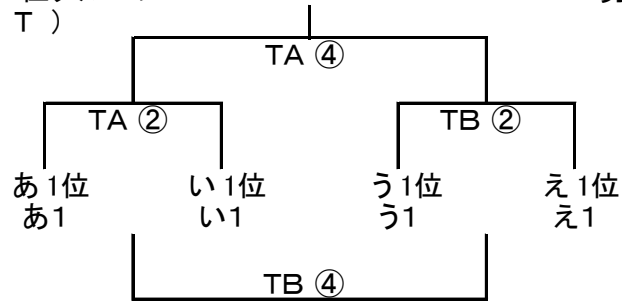 Ｔ ）
TA ④
TA ②
TB ②
あ 1位
い 1位
う 1位
え 1位
あ1
い1
う1
え1
TB ④